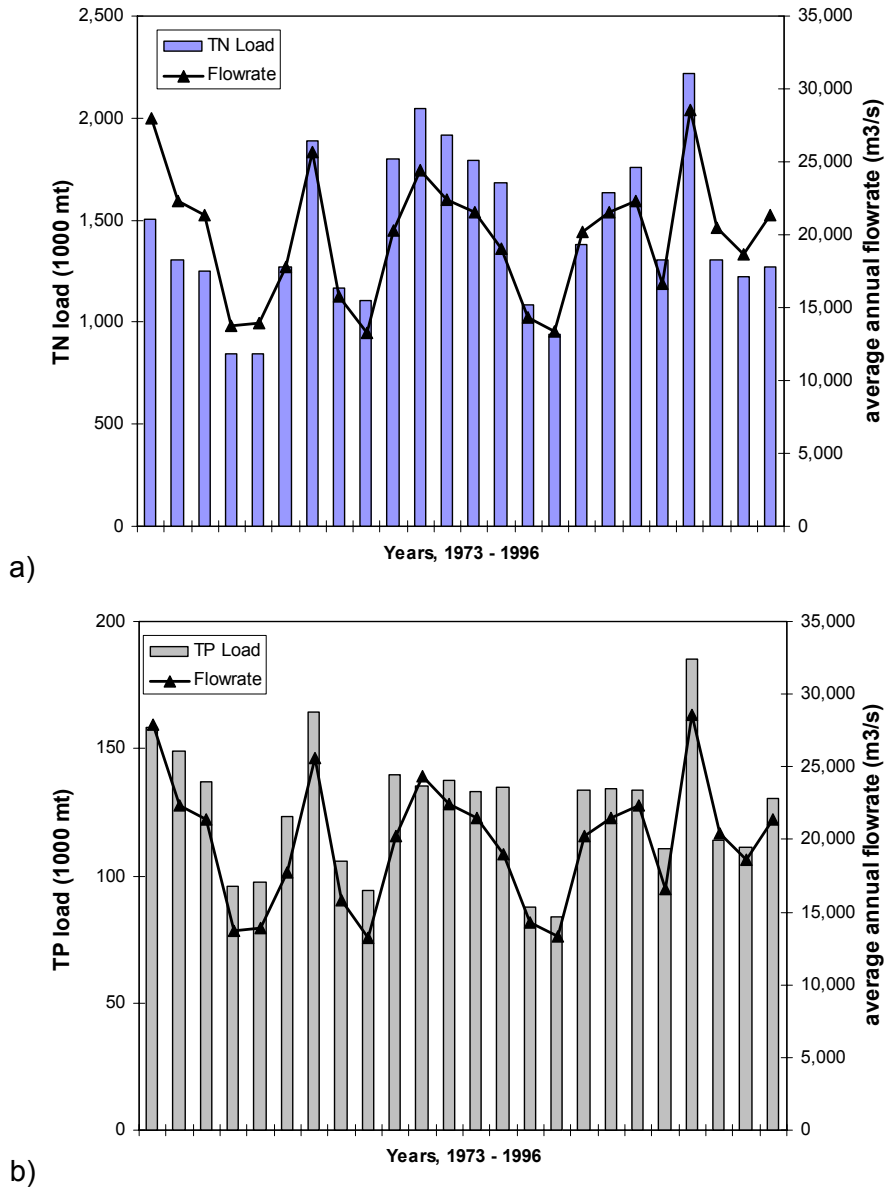 2,500
2,000
1,500
1,000
500
0
TN load (1000 mt)
TN Load
Flowrate
35,000
30,000
25,000
20,000
15,000
10,000
5,000
0
average annual flowrate (m3/s)
Years, 1973 - 1996
a)
200
150
100
50
0
TP load (1000 mt)
TP Load
Flowrate
35,000
30,000
25,000
20,000
15,000
10,000
5,000
0
average annual flowrate (m3/s)
Years, 1973 - 1996
b)